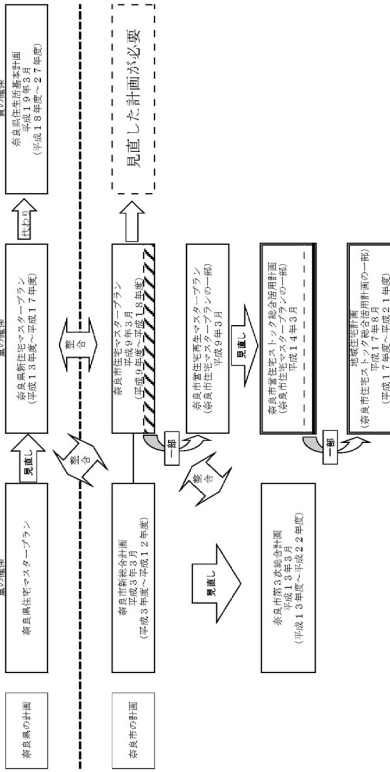 奈良県の計画
奈良県住宅マスタープラン
見直し
奈良県新住宅マスタープラン
(平成13年度～平成17年度)
代わり
奈良県住生活基本計画
平成19年3月
(平成18年度～27年度)
整合
整合
奈良市の計画
奈良市新総合計画
平成3年3月
(平成3年度～平成12年度)
奈良市住宅マスタープラン
平成9年3月
(平成9年度～平成18年度)
見直した計画が必要
一部
整合
奈良市営住宅再生マスタープラン
(奈良市住宅マスタープランの一部)
平成9年3月
見直し
見直し
奈良市第3次総合計画
平成13年3月
(平成13年度～平成22年度)
奈良市営住宅ストック総合活用計画
(奈良市住宅マスタープランの一部)
平成14年3月
一部
地域住宅計画
(奈良市住宅ストック総合活用計画の一部)
平成17年8月
(平成17年度～平成21年度)